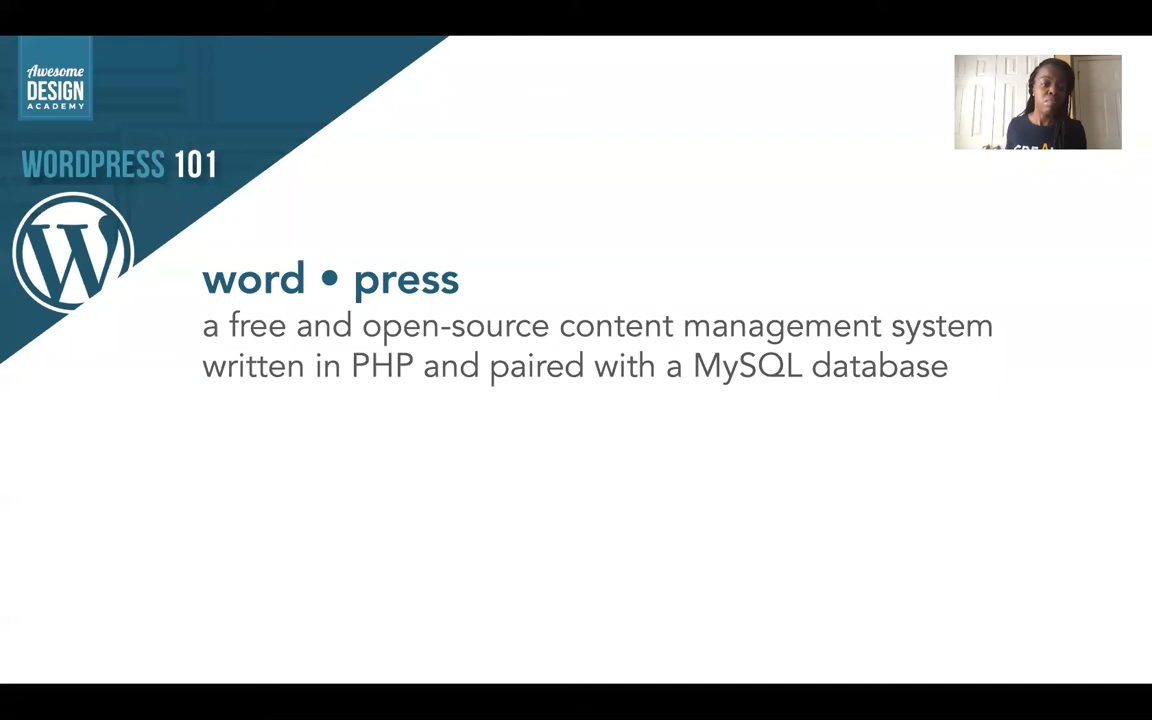 Awesome
DESIGN
ACADEMY
WORDPRESS 101
word • press
a free and open-source content management system
written in PHP and paired with a MySQL database